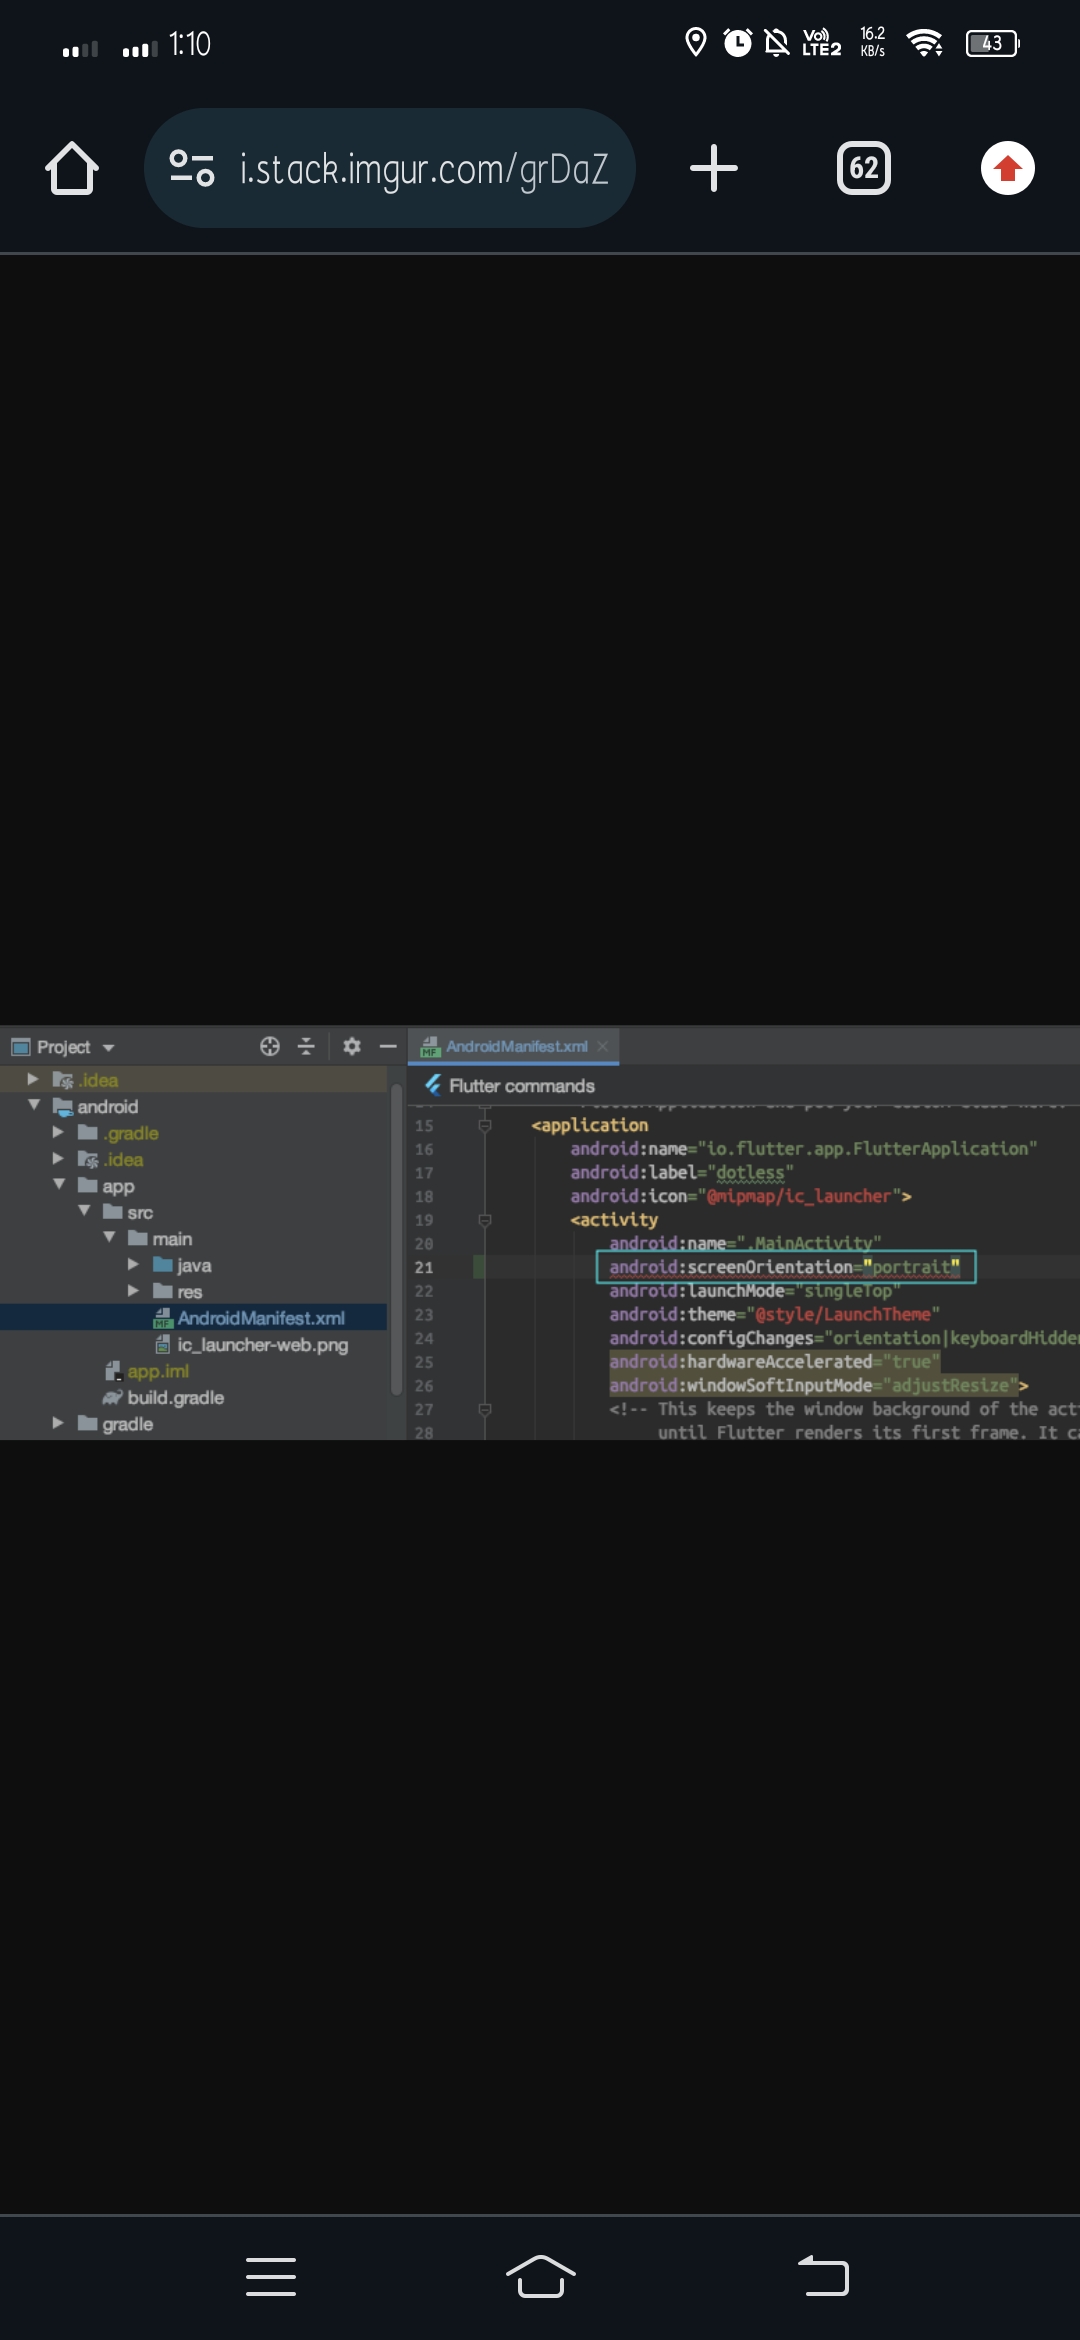 1:10
Vo)) LTE2
16.2 KB/s
43
i.stack.imgur.com/grDaZ
62
Project
AndroidManifest.xml
.idea
Flutter commands
android
.gradle
.idea
app
src
main
java
res
AndroidManifest.xml
ic_launcher-web.png
app.iml
build.gradle
gradle
15 <application
16 android:name="io.flutter.app.FlutterApplication"
17 android:label="dotless"
18 android:icon="@mipmap/ic_launcher">
19 <activity
20 android:name=".MainActivity"
21 android:screenOrientation="portrait"
22 android:launchMode="singleTop"
23 android:theme="@style/LaunchTheme"
24 android:configChanges="orientation|keyboardHidden
25 android:hardwareAccelerated="true"
26 android:windowSoftInputMode="adjustResize">
27 <!-- This keeps the window background of the act
28 until Flutter renders its first frame. It ca